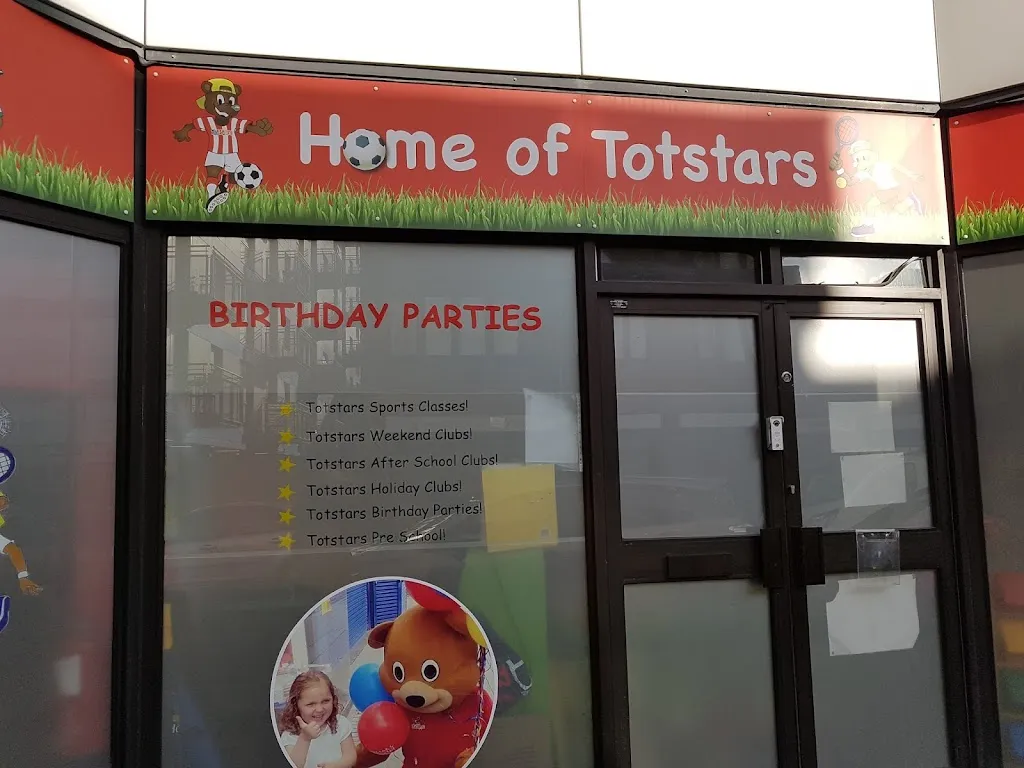 Home of Totstars
BIRTHDAY PARTIES
Totstars Sports Classes!
Totstars Weekend Clubs!
Totstars After School Clubs!
Totstars Holiday Clubs!
Totstars Birthday Parties!
Totstars Pre School!